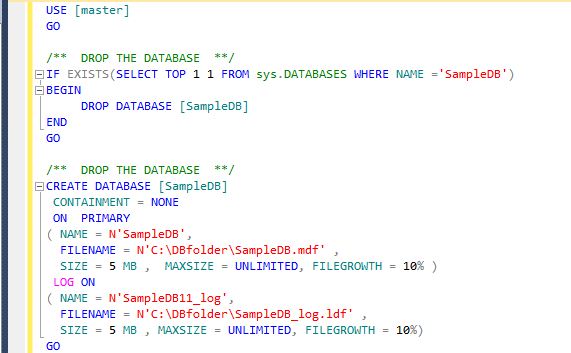 USE [master]
GO
/**  DROP THE DATABASE  **/
IF EXISTS(SELECT TOP 1 1 FROM sys.DATABASES WHERE NAME ='SampleDB')
BEGIN
DROP DATABASE [SampleDB]
END
GO
/**  DROP THE DATABASE  **/
CREATE DATABASE [SampleDB]
CONTAINMENT = NONE
ON  PRIMARY
( NAME = N'SampleDB',
FILENAME = N'C:\DBfolder\SampleDB.mdf' ,
SIZE = 5 MB ,  MAXSIZE = UNLIMITED, FILEGROWTH = 10% )
LOG ON
( NAME = N'SampleDB11_log',
FILENAME = N'C:\DBfolder\SampleDB_log.ldf' ,
SIZE = 5 MB , MAXSIZE = UNLIMITED, FILEGROWTH = 10%)
GO